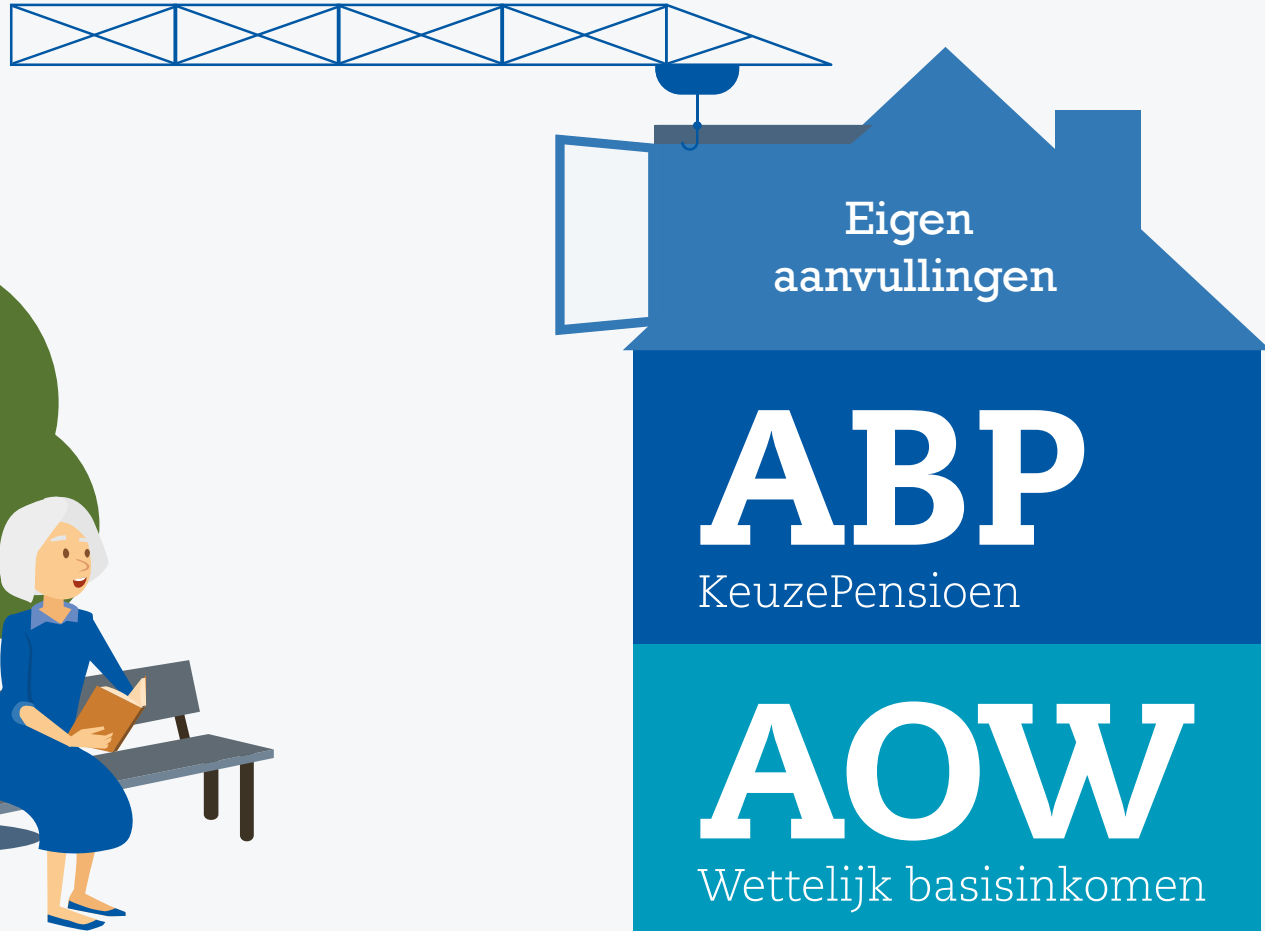 Eigen
aanvullingen
ABP
KeuzePensioen
AOW
Wettelijk basisinkomen